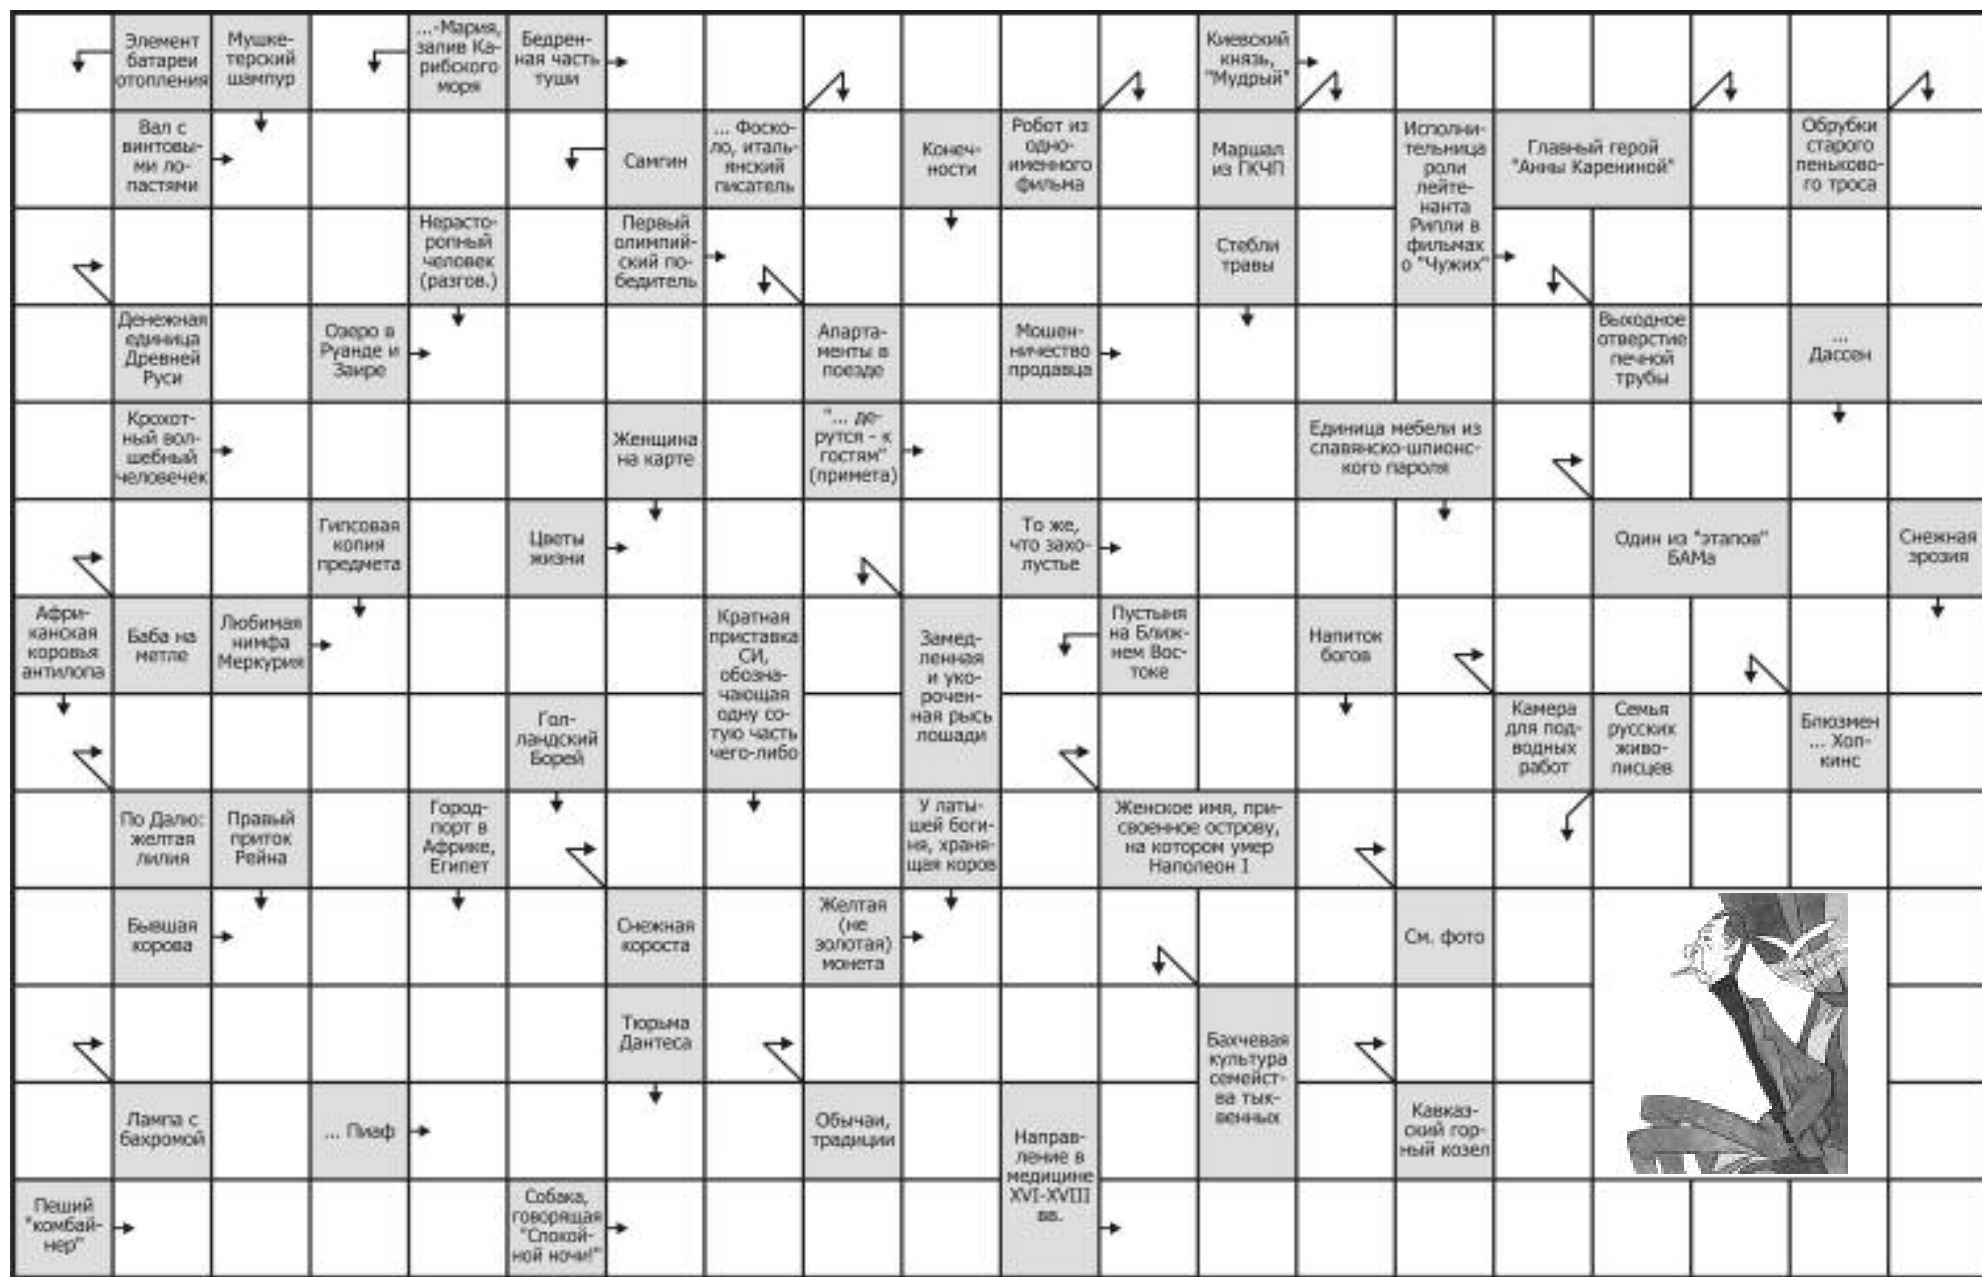 Элемент
батареи
отопления
Мушке-
терский
шампур
...-Мария,
залив Ка-
рибского
моря
Бедрен-
ная часть
туши
Киевский
князь,
"Мудрый"
Вал с
винтовы-
ми ло-
пастями
Самгин
... Фоско-
ло, италь-
янский
писатель
Конеч-
ности
Робот из
одно-
именного
фильма
Маршал
из ГКЧП
Исполни-
тельница
роли
лейте-
нанта
Рипли в
фильмах
о "Чужих"
Главный герой
"Анны Карениной"
Обрубки
старого
пеньково-
го троса
Нерасто-
ропный
человек
(разгов.)
Первый
олимпий-
ский по-
бедитель
Стебли
травы
Денежная
единица
Древней
Руси
Озеро в
Руанде и
Заире
Апарта-
менты в
поезде
Мошен-
ничество
продавца
Выходное
отверстие
печной
трубы
...
Дассен
Крохот-
ный вол-
шебный
человечек
Женщина
на карте
"... де-
рутся - к
гостям"
(примета)
Единица мебели из
славянско-шпионс-
кого пароля
Гипсовая
копия
предмета
Цветы
жизни
То же,
что захо-
лустье
Один из "этапов"
БАМа
Снежная
эрозия
Афри-
канская
коровья
антилопа
Баба на
метле
Любимая
нимфа
Меркурия
Кратная
приставка
СИ,
обозна-
чающая
одну со-
тую часть
чего-либо
Замед-
ленная
и уко-
рочен-
ная рысь
лошади
Пустыня
на Ближ-
нем Вос-
токе
Напиток
богов
Гол-
ландский
Борей
Камера
для под-
водных
работ
Семья
русских
живо-
писцев
Блюзмен
... Хоп-
кинс
По Далю:
желтая
лилия
Правый
приток
Рейна
Город-
порт в
Африке,
Египет
У латы-
шей боги-
ня, храня-
щая коров
Женское имя, при-
своенное острову,
на котором умер
Наполеон I
Бывшая
корова
Снежная
короста
Желтая
(не
золотая)
монета
См. фото
Тюрьма
Дантеса
Бахчевая
культура
семейст-
ва тык-
венных
Лампа с
бахромой
... Пиаф
Обычаи,
традиции
Направ-
ление в
медицине
XVI-XVIII
вв.
Кавказ-
ский гор-
ный козел
Пеший
"комбай-
нер"
Собака,
говорящая
"Спокой-
ной ночи!"